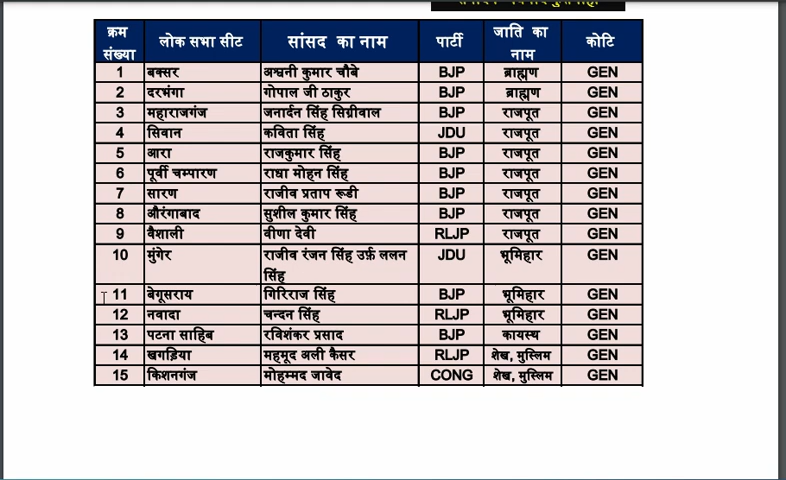 क्रम संख्या लोक सभा सीट सांसद का नाम पार्टी जाति का नाम कोटि
1 बक्सर अश्वनी कुमार चौबे BJP ब्राह्मण GEN
2 दरभंगा गोपाल जी ठाकुर BJP ब्राह्मण GEN
3 महाराजगंज जनार्दन सिंह सिग्रीवाल BJP राजपूत GEN
4 सिवान कविता सिंह JDU राजपूत GEN
5 आरा राजकुमार सिंह BJP राजपूत GEN
6 पूर्वी चम्पारण राधा मोहन सिंह BJP राजपूत GEN
7 सारण राजीव प्रताप रूडी BJP राजपूत GEN
8 औरंगाबाद सुशील कुमार सिंह BJP राजपूत GEN
9 वैशाली वीणा देवी RLJP राजपूत GEN
10 मुंगेर राजीव रंजन सिंह उर्फ़ ललन सिंह JDU भूमिहार GEN
11 बेगूसराय गिरिराज सिंह BJP भूमिहार GEN
12 नवादा चन्दन सिंह RLJP भूमिहार GEN
13 पटना साहिब रविशंकर प्रसाद BJP कायस्थ GEN
14 खगड़िया महमूद अली कैसर RLJP शेख, मुस्लिम GEN
15 किशनगंज मोहम्मद जावेद CONG शेख, मुस्लिम GEN